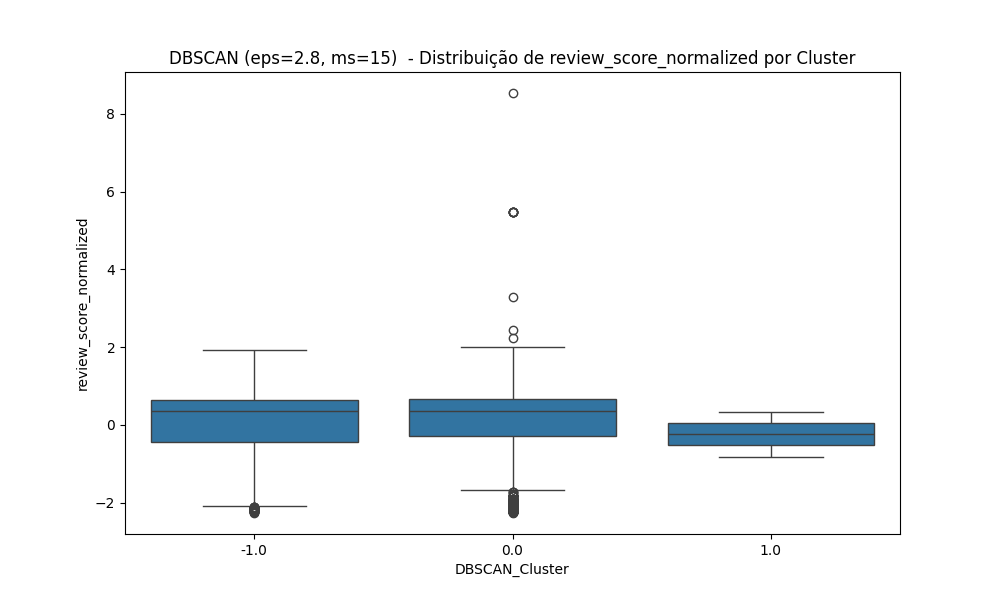 DBSCAN (eps=2.8, ms=15)  - Distribuição de review_score_normalized por Cluster
8
6
4
2
0
−2
review_score_normalized
-1.0 0.0 1.0
DBSCAN_Cluster